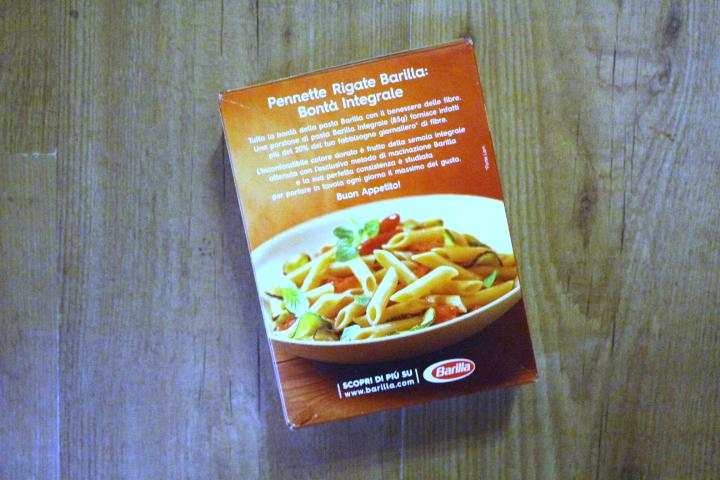 Pennette Rigate Barilla:
Bontà Integrale
Tutta la bontà della pasta Barilla con il benessere delle fibre.
Una porzione di pasta Barilla Integrale (85g) fornisce infatti
più del 20% del tuo fabbisogno giornaliero* di fibre.
L'inconfondibile colore dorato è frutto della semola integrale
ottenuta con l'esclusivo metodo di macinazione Barilla
e la sua perfetta consistenza è studiata
per portare in tavola ogni giorno il massimo del gusto.
Buon Appetito!
SCOPRI DI PIÙ SU
www.barilla.com
Barilla